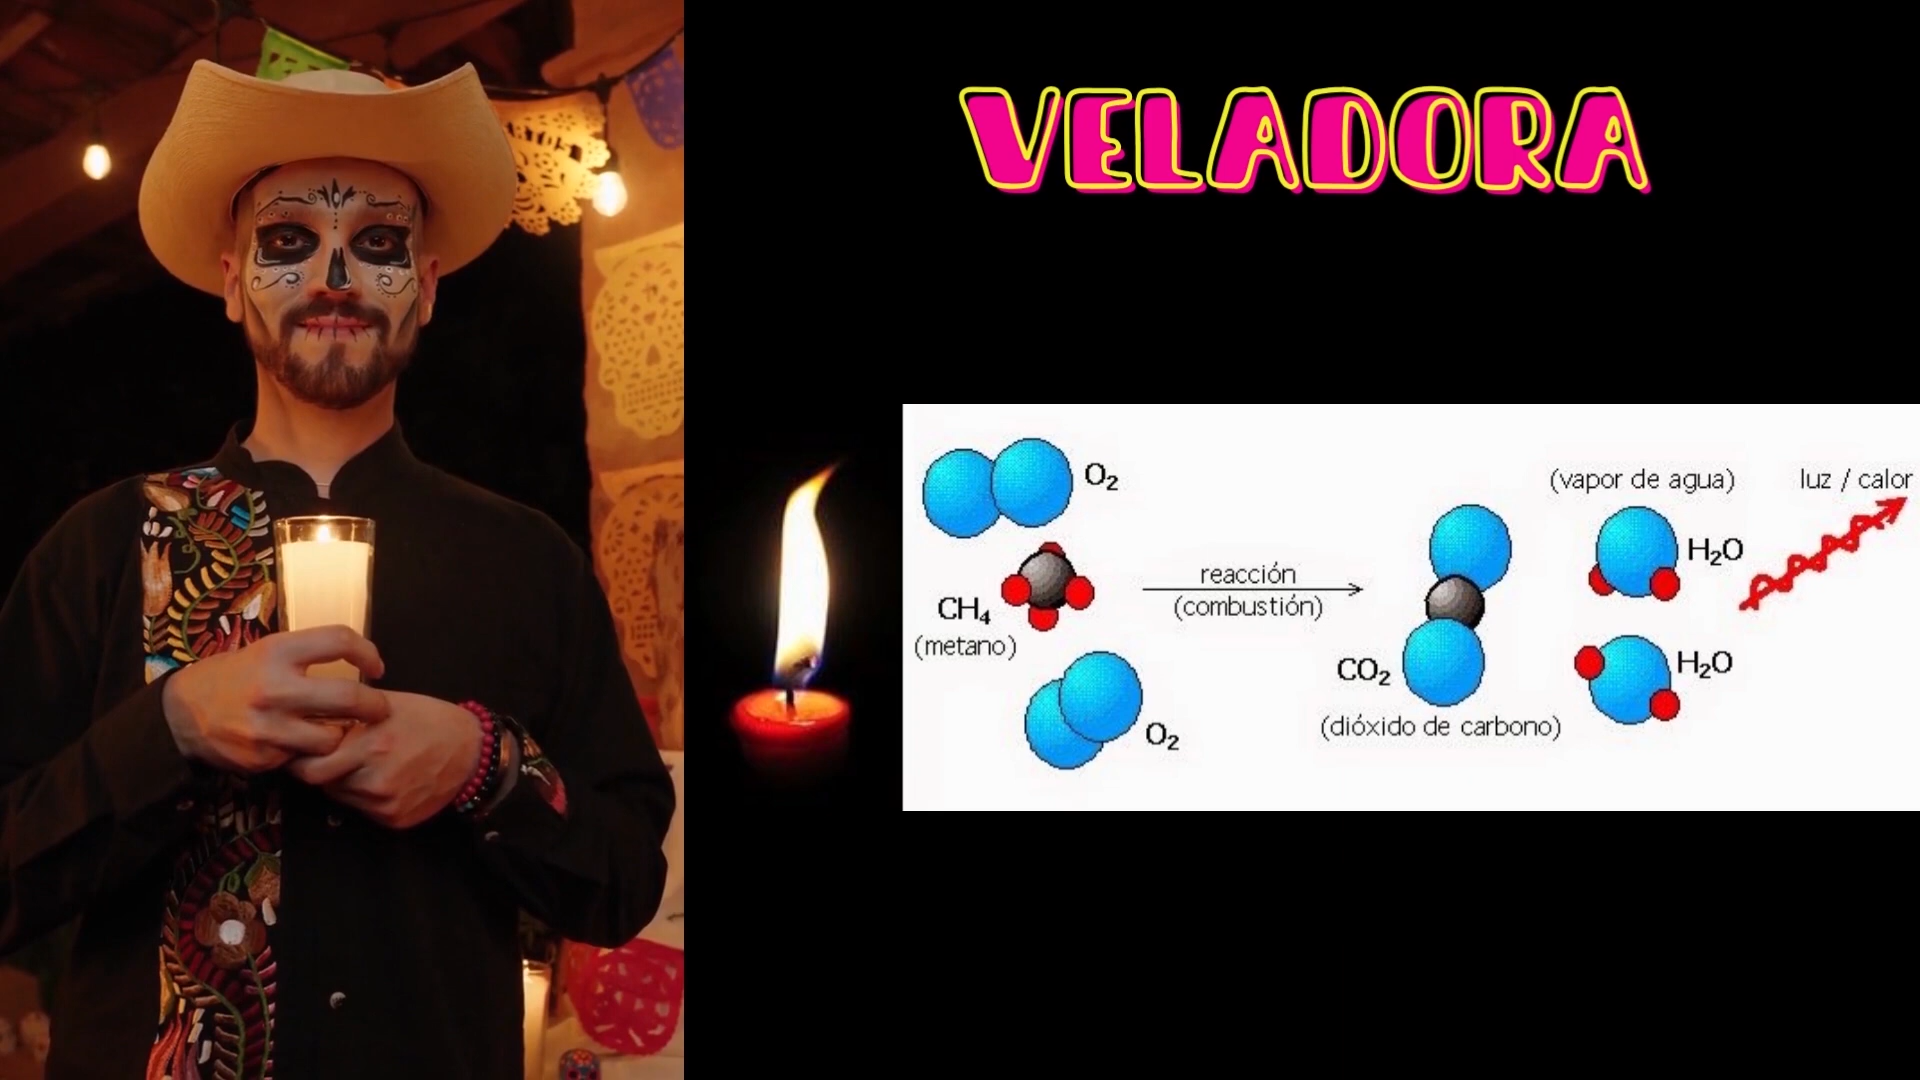 VELADORA
O₂
(vapor de agua)
luz / calor
H₂O
reacción
(combustión)
CH₄
(metano)
CO₂
H₂O
(dióxido de carbono)
O₂